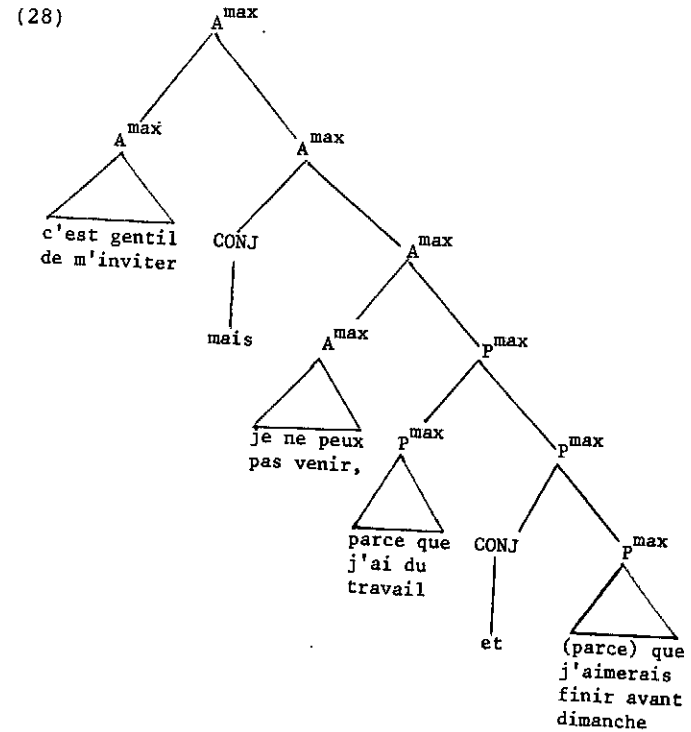 (28)
A^max
A^max
A^max
c'est gentil
de m'inviter
CONJ
A^max
mais
A^max
P^max
je ne peux
pas venir,
P^max
P^max
parce que
j'ai du
travail
CONJ
P^max
et
(parce) que
j'aimerais
finir avant
dimanche